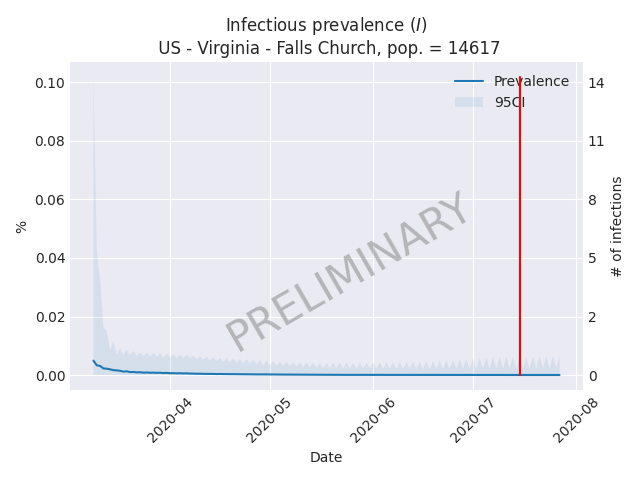 Infectious prevalence (I)
US - Virginia - Falls Church, pop. = 14617
Prevalence
95CI
0.10
0.08
0.06
0.04
0.02
0.00
%
14
11
8
5
2
0
# of infections
PRELIMINARY
2020-04
2020-05
2020-06
2020-07
2020-08
Date